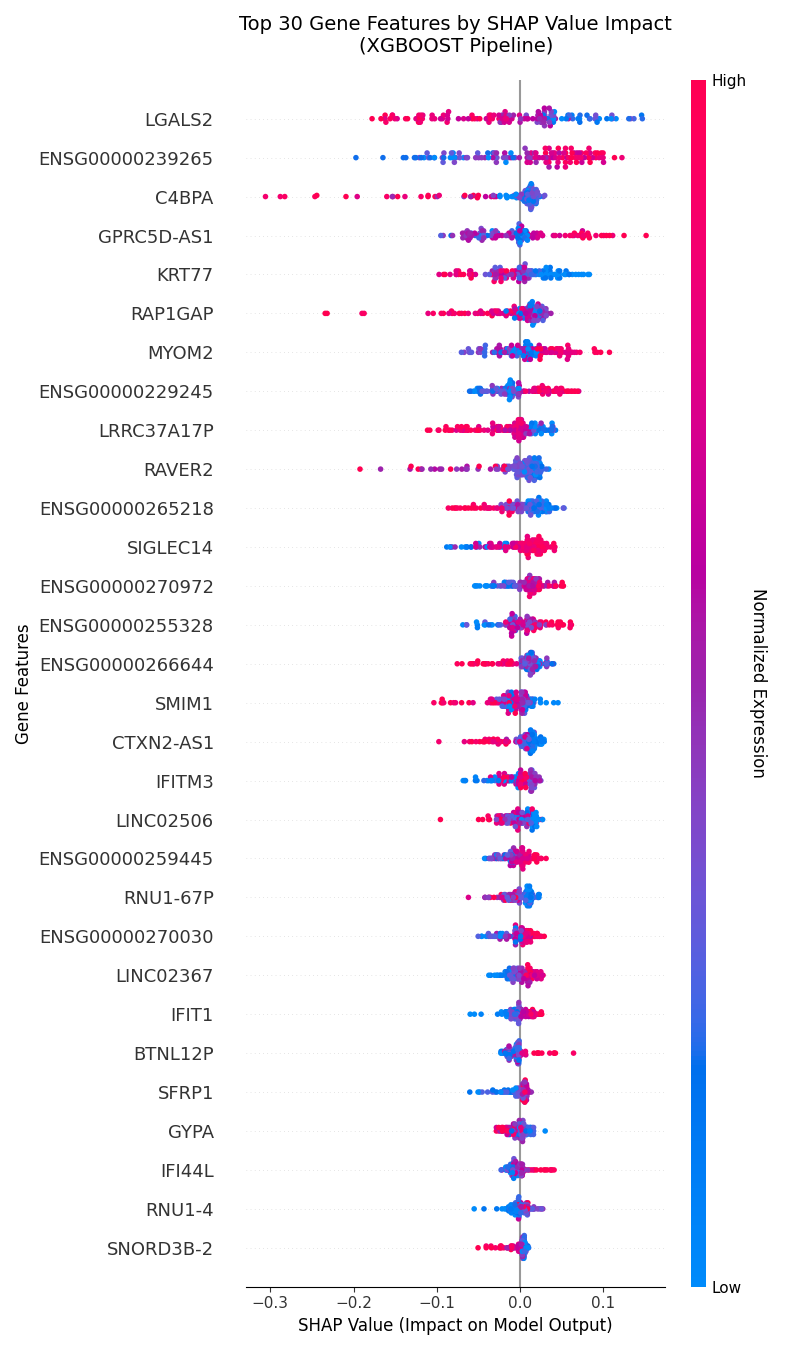 Top 30 Gene Features by SHAP Value Impact
(XGBOOST Pipeline)
High
LGALS2
ENSG00000239265
C4BPA
GPRC5D-AS1
KRT77
RAP1GAP
MYOM2
ENSG00000229245
LRRC37A17P
RAVER2
ENSG00000265218
SIGLEC14
ENSG00000270972
ENSG00000255328
ENSG00000266644
SMIM1
CTXN2-AS1
IFITM3
LINC02506
ENSG00000259445
RNU1-67P
ENSG00000270030
LINC02367
IFIT1
BTNL12P
SFRP1
GYPA
IFI44L
RNU1-4
SNORD3B-2
Gene Features
Normalized Expression
Low
−0.3 −0.2 −0.1 0.0 0.1
SHAP Value (Impact on Model Output)